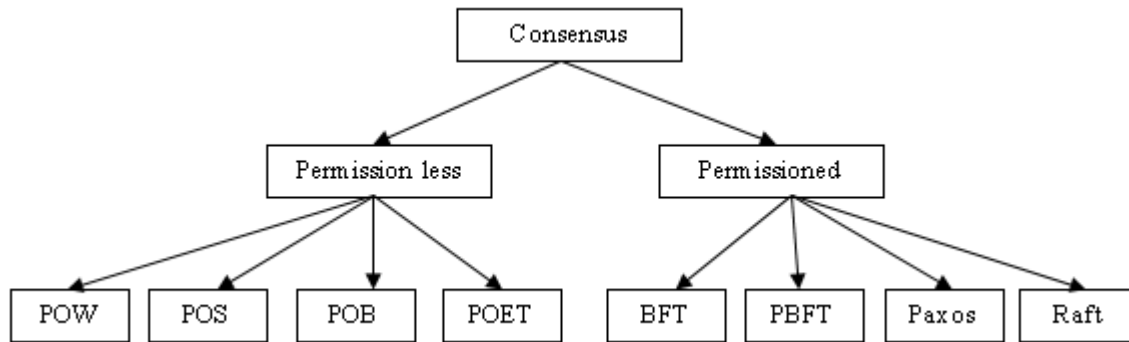 Consensus
Permission less
Permissioned
POW
POS
POB
POET
BFT
PBFT
Paxos
Raft